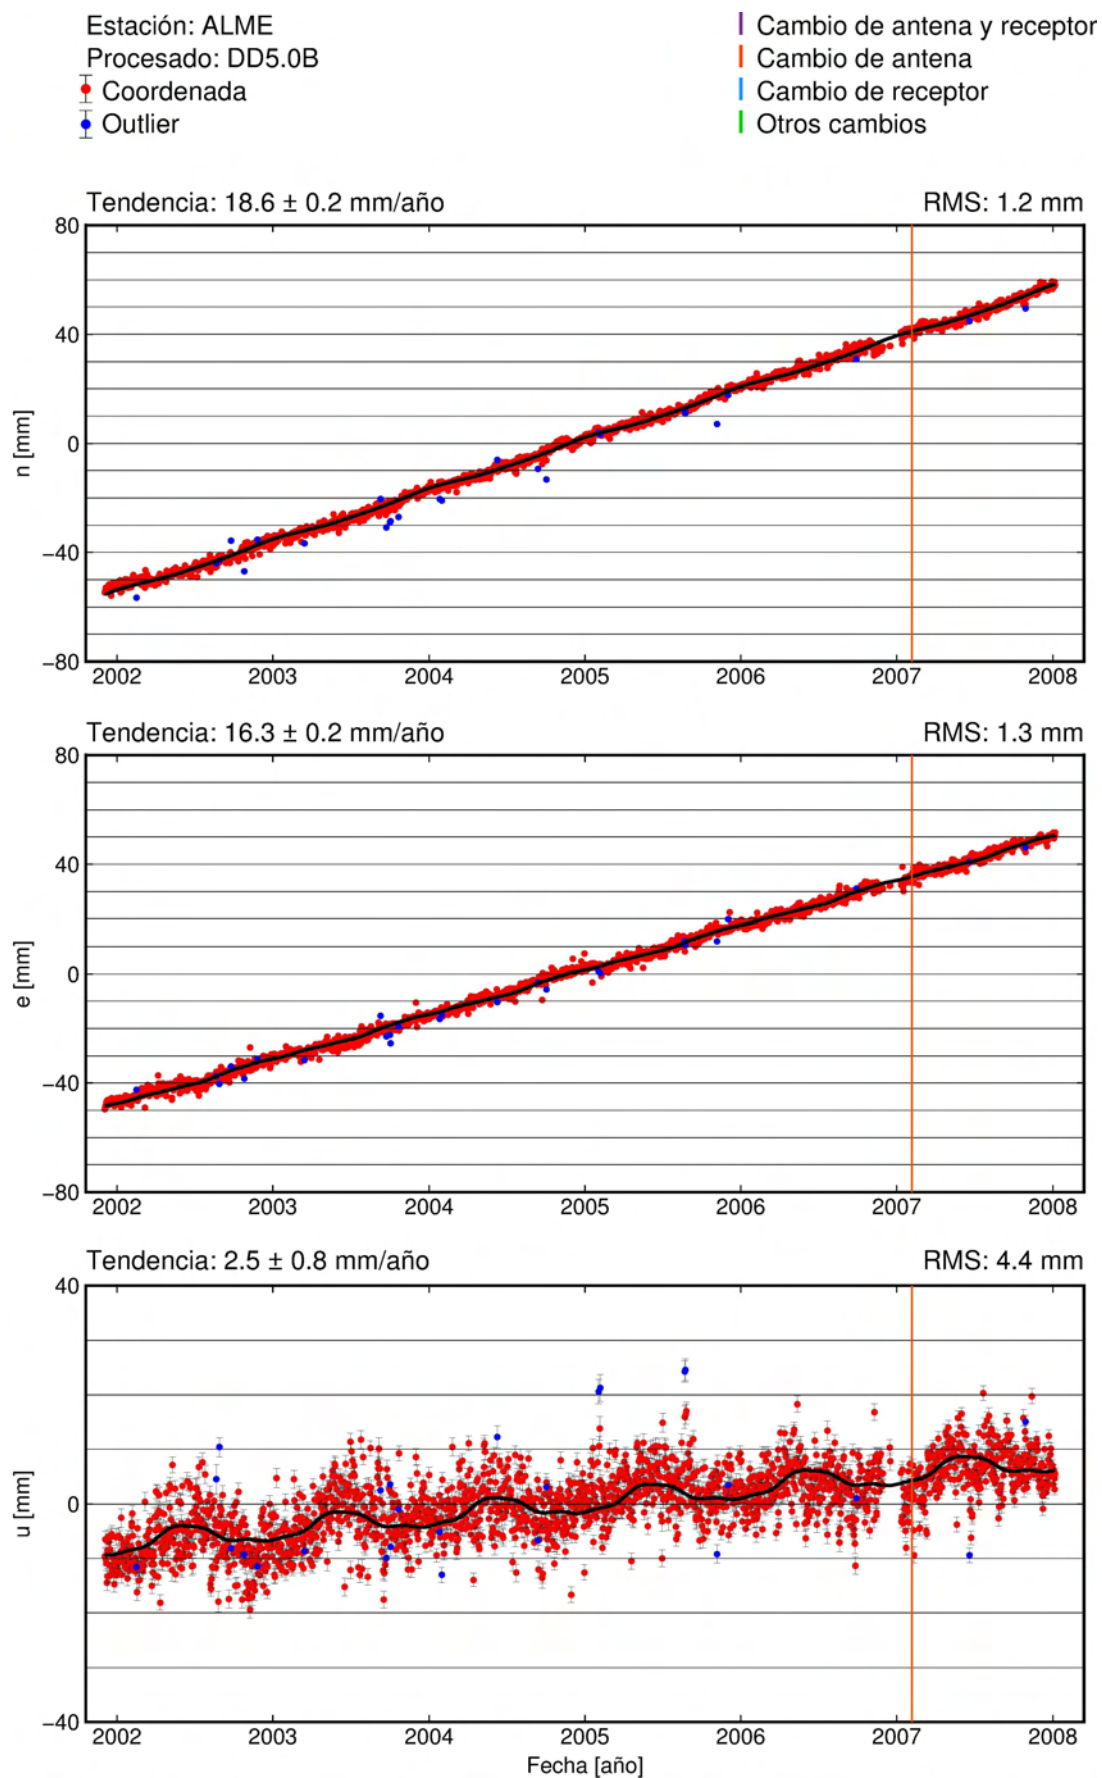 Estación: ALME
Procesado: DD5.0B
Coordenada
Outlier
Cambio de antena y receptor
Cambio de antena
Cambio de receptor
Otros cambios
Tendencia: 18.6 ± 0.2 mm/año RMS: 1.2 mm
80
40
0
−40
−80
n [mm]
2002 2003 2004 2005 2006 2007 2008
Tendencia: 16.3 ± 0.2 mm/año RMS: 1.3 mm
80
40
0
−40
−80
e [mm]
2002 2003 2004 2005 2006 2007 2008
Tendencia: 2.5 ± 0.8 mm/año RMS: 4.4 mm
40
0
−40
u [mm]
2002 2003 2004 2005 2006 2007 2008
Fecha [año]